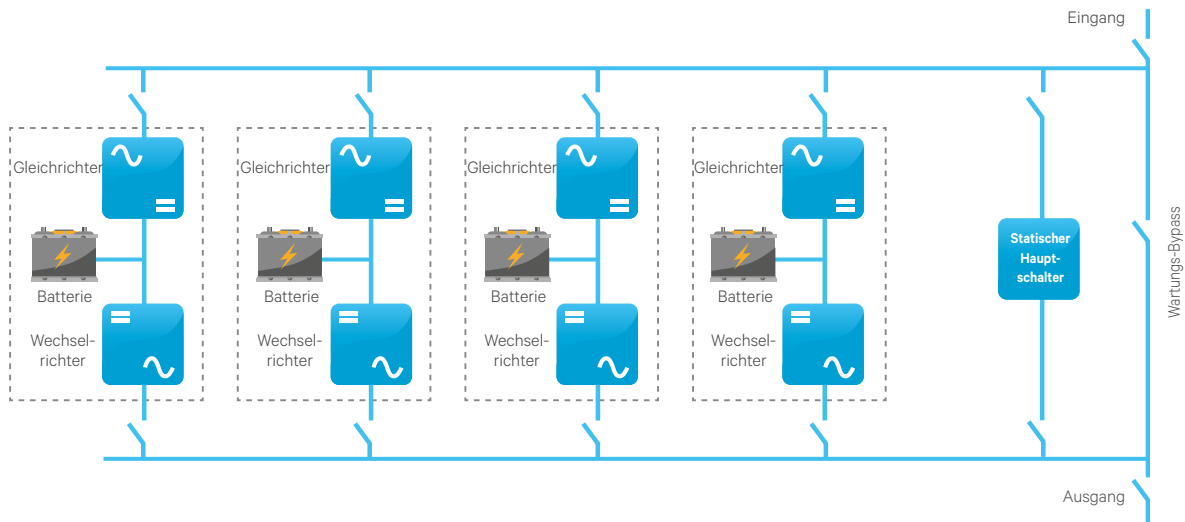 Eingang
Gleichrichter
Gleichrichter
Gleichrichter
Gleichrichter
Statischer
Haupt-
schalter
Wartungs-Bypass
Batterie
Batterie
Batterie
Batterie
Wechsel-
richter
Wechsel-
richter
Wechsel-
richter
Wechsel-
richter
Ausgang